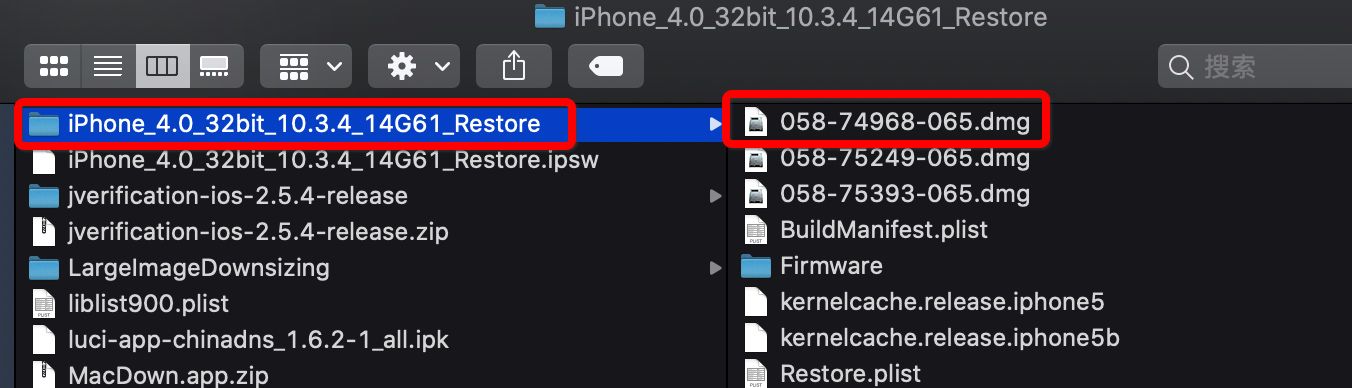 iPhone_4.0_32bit_10.3.4_14G61_Restore
搜索
iPhone_4.0_32bit_10.3.4_14G61_Restore
iPhone_4.0_32bit_10.3.4_14G61_Restore.ipsw
jverification-ios-2.5.4-release
jverification-ios-2.5.4-release.zip
LargeImageDownsizing
liblist900.plist
luci-app-chinadns_1.6.2-1_all.ipk
MacDown.app.zip
058-74968-065.dmg
058-75249-065.dmg
058-75393-065.dmg
BuildManifest.plist
Firmware
kernelcache.release.iphone5
kernelcache.release.iphone5b
Restore.plist